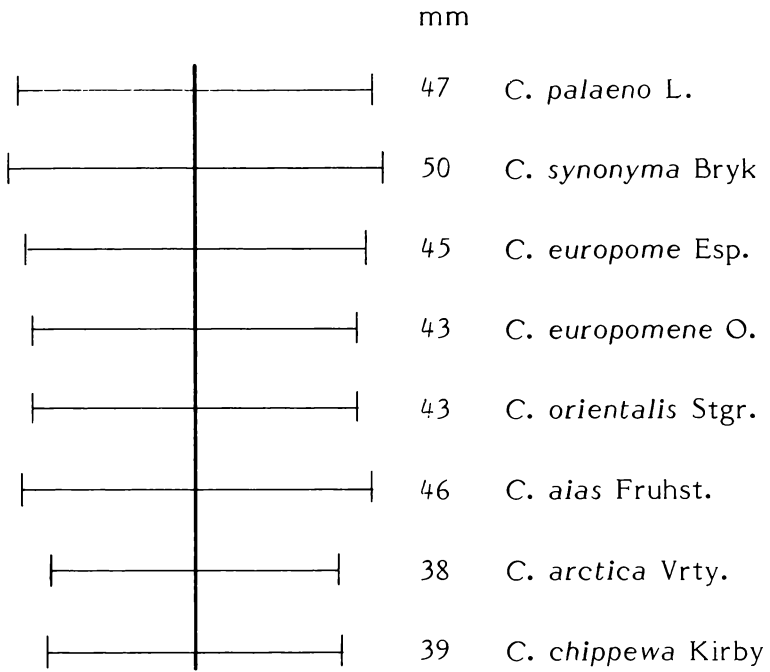 mm
47 C. palaeno L.
50 C. synonyma Bryk
45 C. europome Esp.
43 C. europomene O.
43 C. orientalis Stgr.
46 C. aias Fruhst.
38 C. arctica Vrty.
39 C. chippewa Kirby